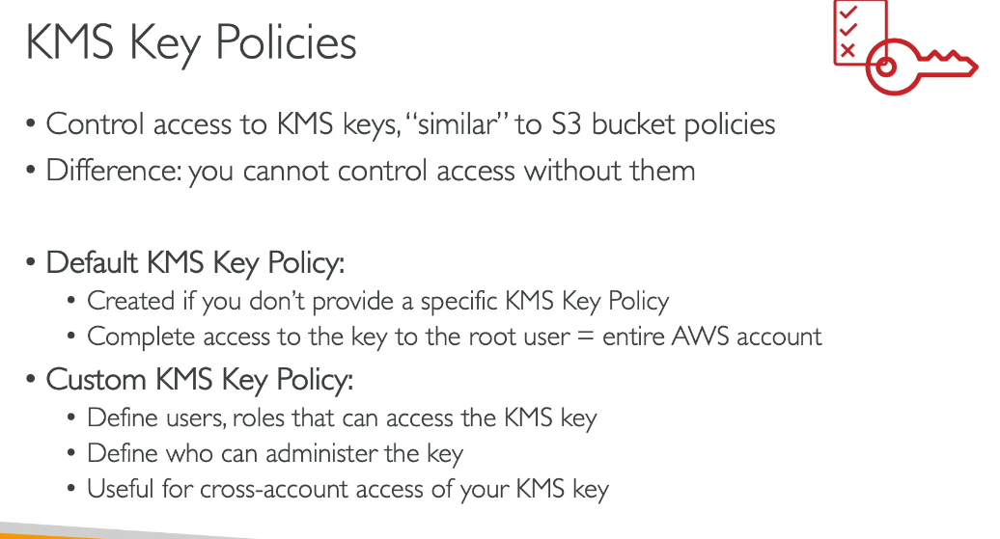 KMS Key Policies
• Control access to KMS keys, “similar” to S3 bucket policies
• Difference: you cannot control access without them
• Default KMS Key Policy:
• Created if you don’t provide a specific KMS Key Policy
• Complete access to the key to the root user = entire AWS account
• Custom KMS Key Policy:
• Define users, roles that can access the KMS key
• Define who can administer the key
• Useful for cross-account access of your KMS key